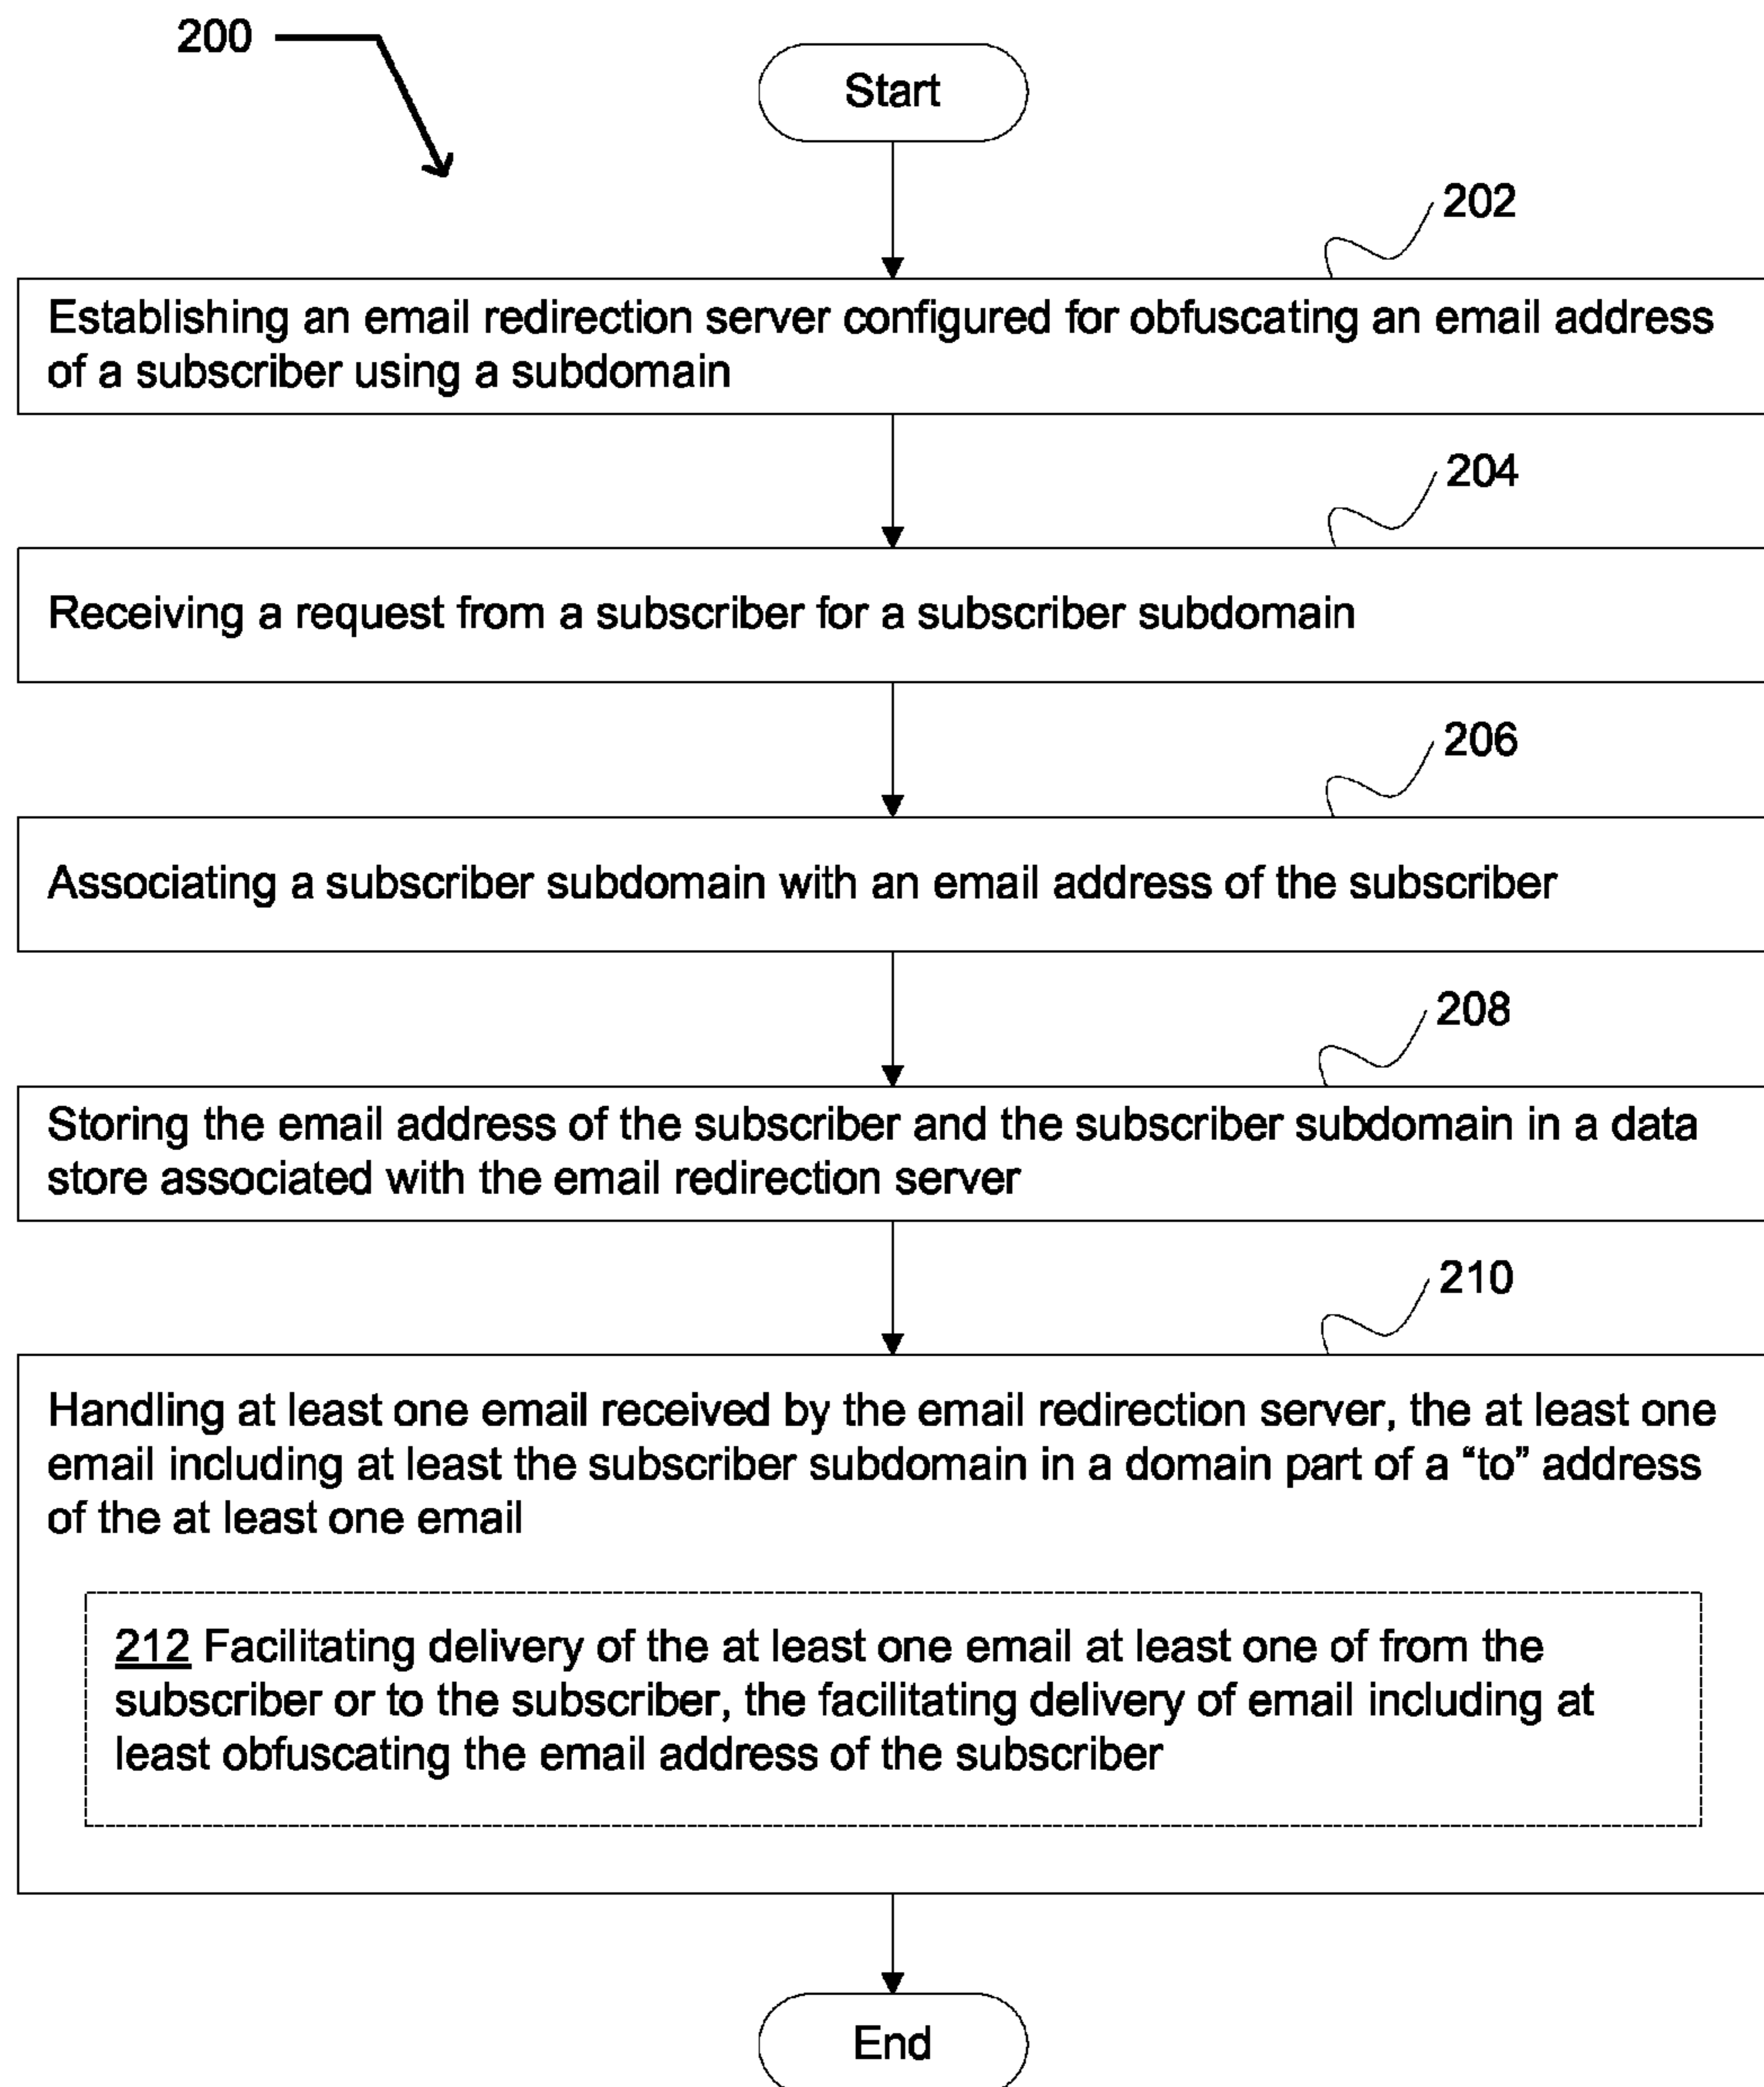 200
Start
202
Establishing an email redirection server configured for obfuscating an email address
of a subscriber using a subdomain
204
Receiving a request from a subscriber for a subscriber subdomain
206
Associating a subscriber subdomain with an email address of the subscriber
208
Storing the email address of the subscriber and the subscriber subdomain in a data
store associated with the email redirection server
210
Handling at least one email received by the email redirection server, the at least one
email including at least the subscriber subdomain in a domain part of a “to” address
of the at least one email
212 Facilitating delivery of the at least one email at least one of from the
subscriber or to the subscriber, the facilitating delivery of email including at
least obfuscating the email address of the subscriber
End